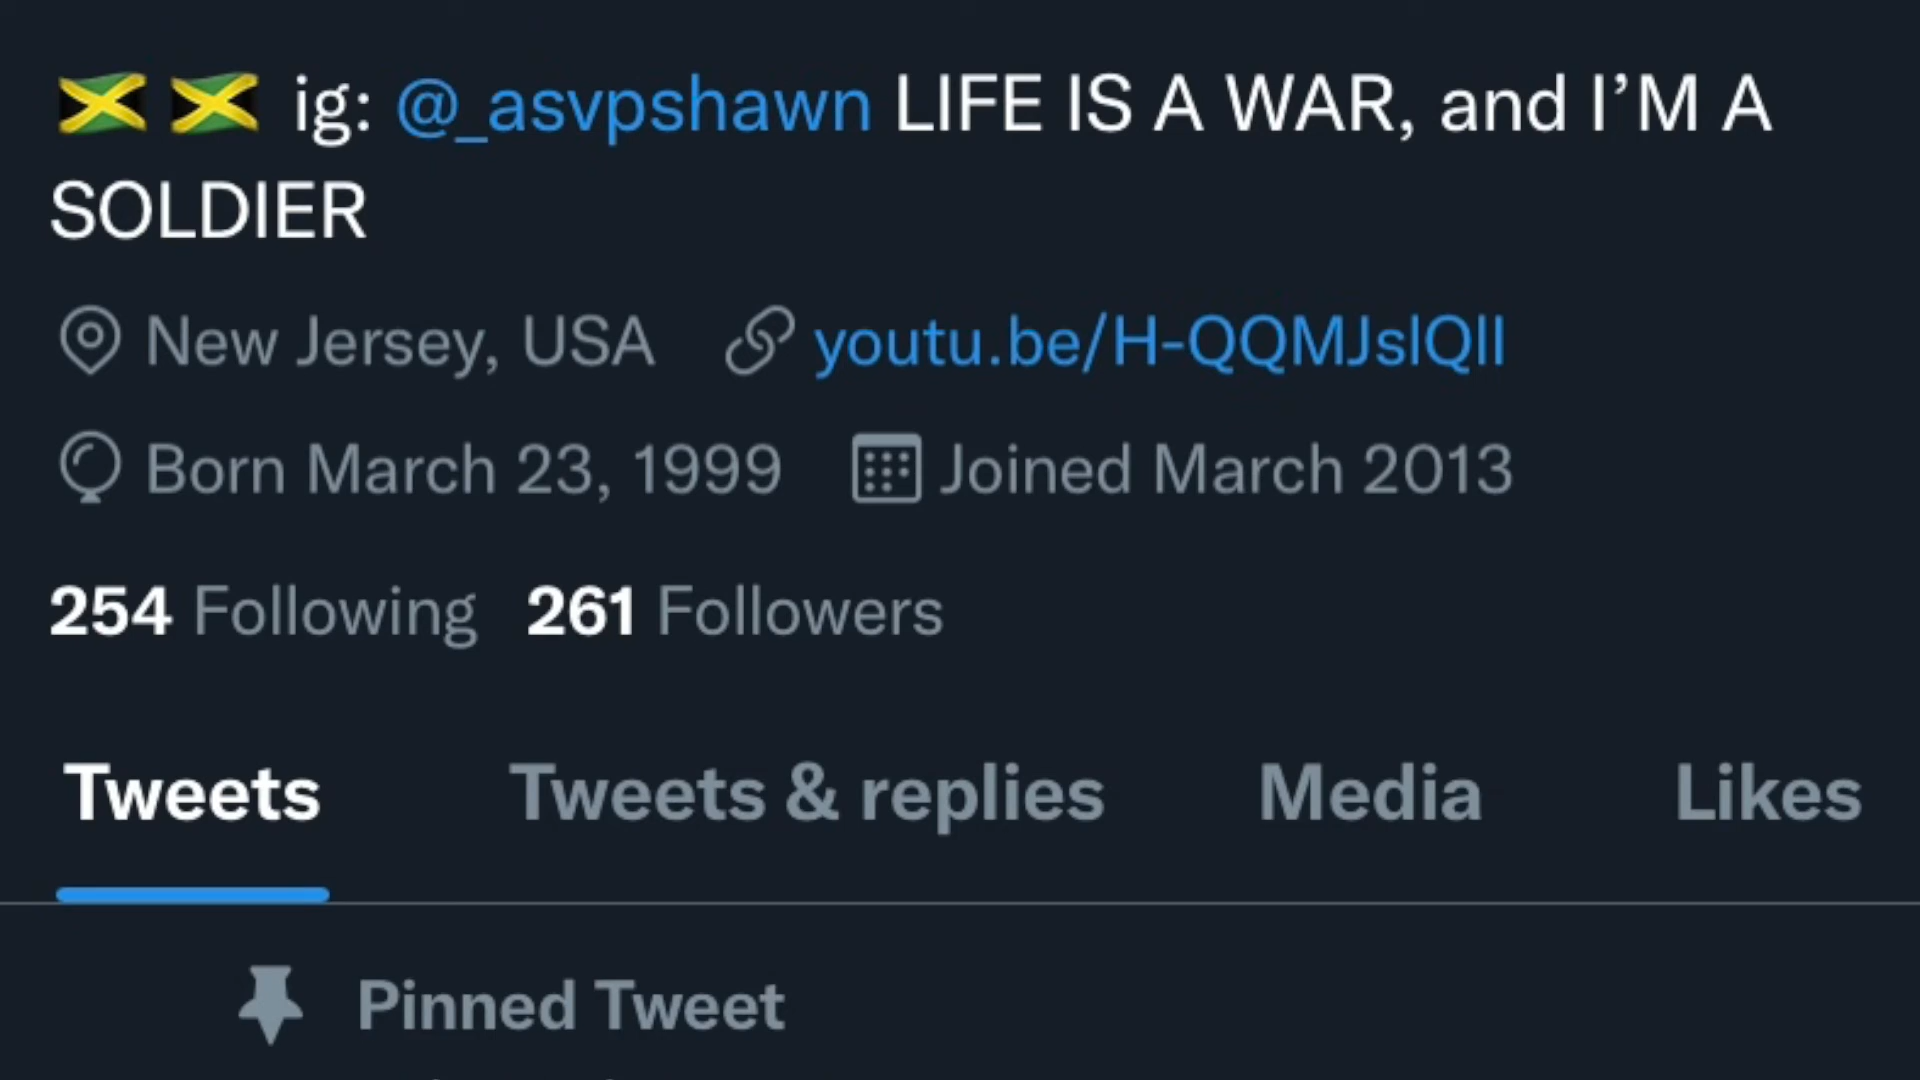 🇯🇲 🇯🇲 ig: @_asvpshawn LIFE IS A WAR, and I’M A
SOLDIER
New Jersey, USA youtu.be/H-QQMJslQlI
Born March 23, 1999 Joined March 2013
254 Following 261 Followers
Tweets Tweets & replies Media Likes
Pinned Tweet